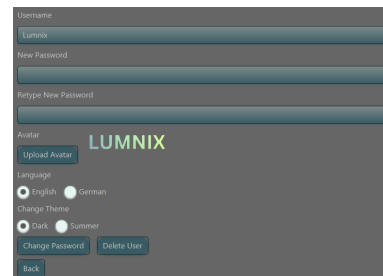 Username
Lumnix
New Password
Retype New Password
Avatar
Upload Avatar
LUMNIX
Language
English German
Change Theme
Dark Summer
Change Password Delete User
Back